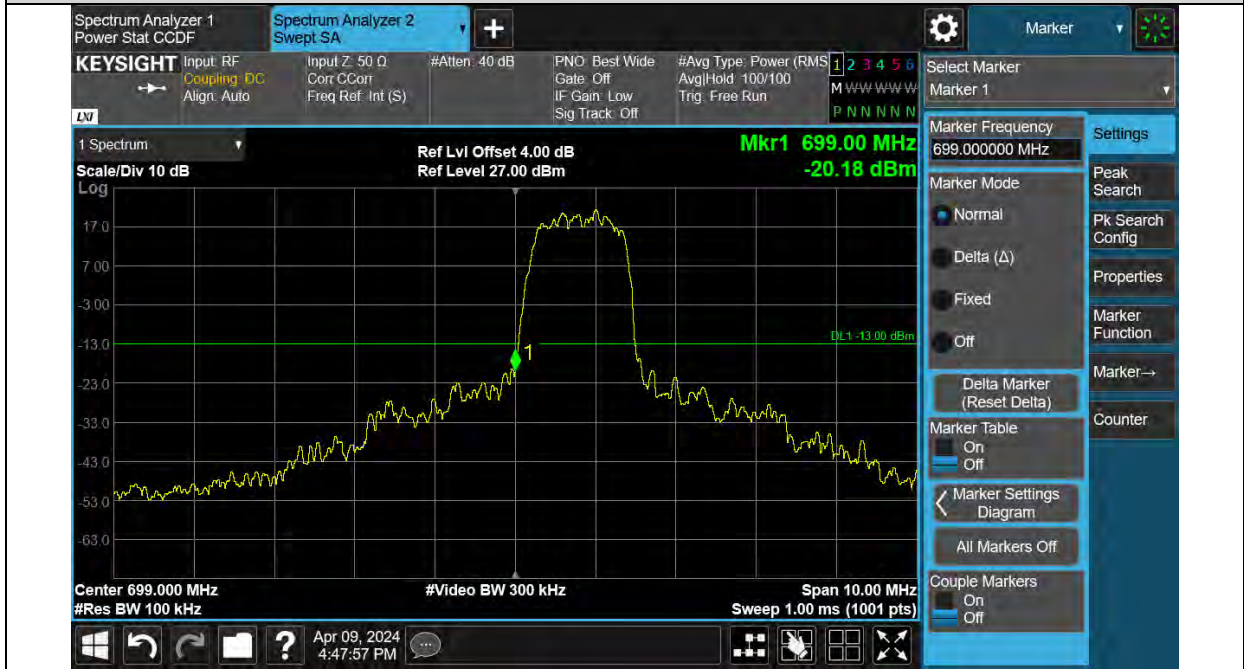 Spectrum Analyzer 1
Power Stat CCDF
Spectrum Analyzer 2
Swept SA
Marker
KEYSIGHT
LXI
Input: RF
Coupling: DC
Align: Auto
Input Z: 50 Ω
Corr CCorr
Freq Ref: Int (S)
#Atten: 40 dB
PNO: Best Wide
Gate: Off
IF Gain: Low
Sig Track: Off
#Avg Type: Power (RMS
Avg|Hold: 100/100
Trig: Free Run
1 2 3 4 5 6
M W W W W W
P N N N N N
Select Marker
Marker 1
1 Spectrum
Scale/Div 10 dB
Log
Ref Lvl Offset 4.00 dB
Ref Level 27.00 dBm
Mkr1 699.00 MHz
-20.18 dBm
17.0
7.00
-3.00
-13.0
-23.0
-33.0
-43.0
-53.0
-63.0
DL1 -13.00 dBm
1
Center 699.000 MHz
#Res BW 100 kHz
#Video BW 300 kHz
Span 10.00 MHz
Sweep 1.00 ms (1001 pts)
Marker Frequency
699.000000 MHz
Marker Mode
Normal
Delta (Δ)
Fixed
Off
Delta Marker
(Reset Delta)
Marker Table
On
Off
Marker Settings
Diagram
All Markers Off
Couple Markers
On
Off
Settings
Peak
Search
Pk Search
Config
Properties
Marker
Function
Marker→
Counter
?
Apr 09, 2024
4:47:57 PM